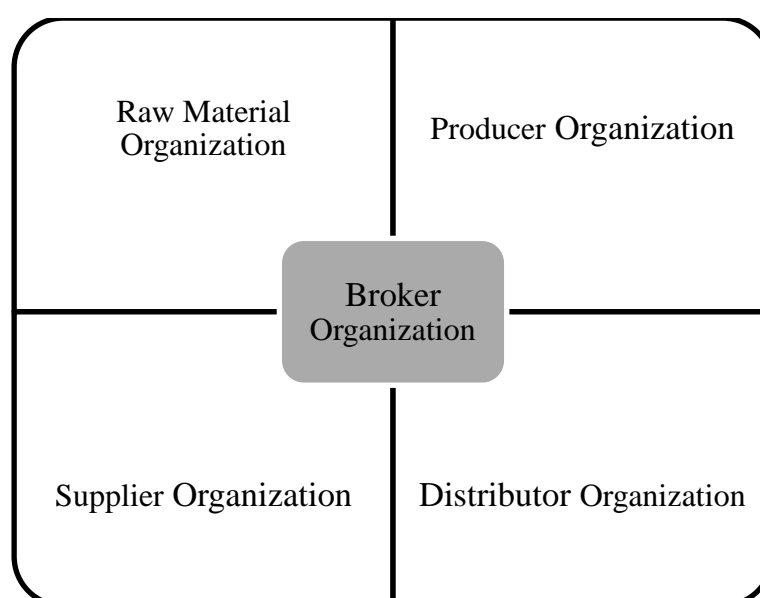 Raw Material
Organization
Producer Organization
Broker
Organization
Supplier Organization
Distributor Organization